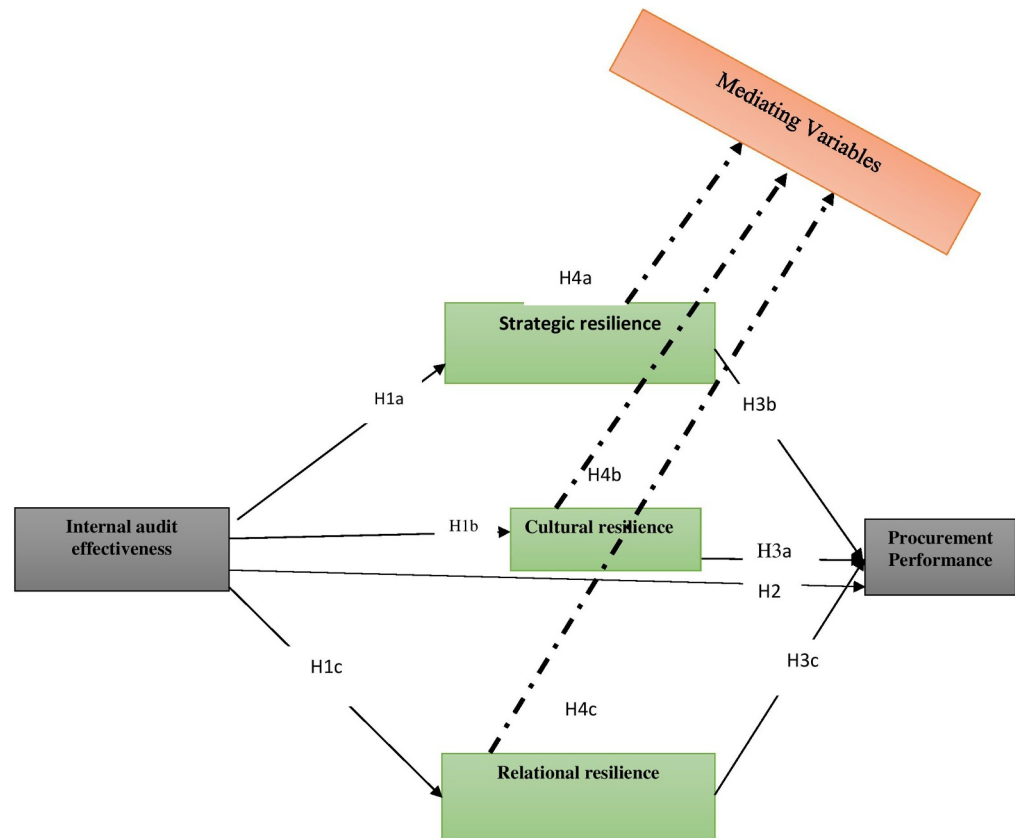 Mediating Variables
H4a
Strategic resilience
H1a
H3b
H4b
Internal audit
effectiveness
H1b
Cultural resilience
H3a
Procurement
Performance
H2
H1c
H3c
H4c
Relational resilience